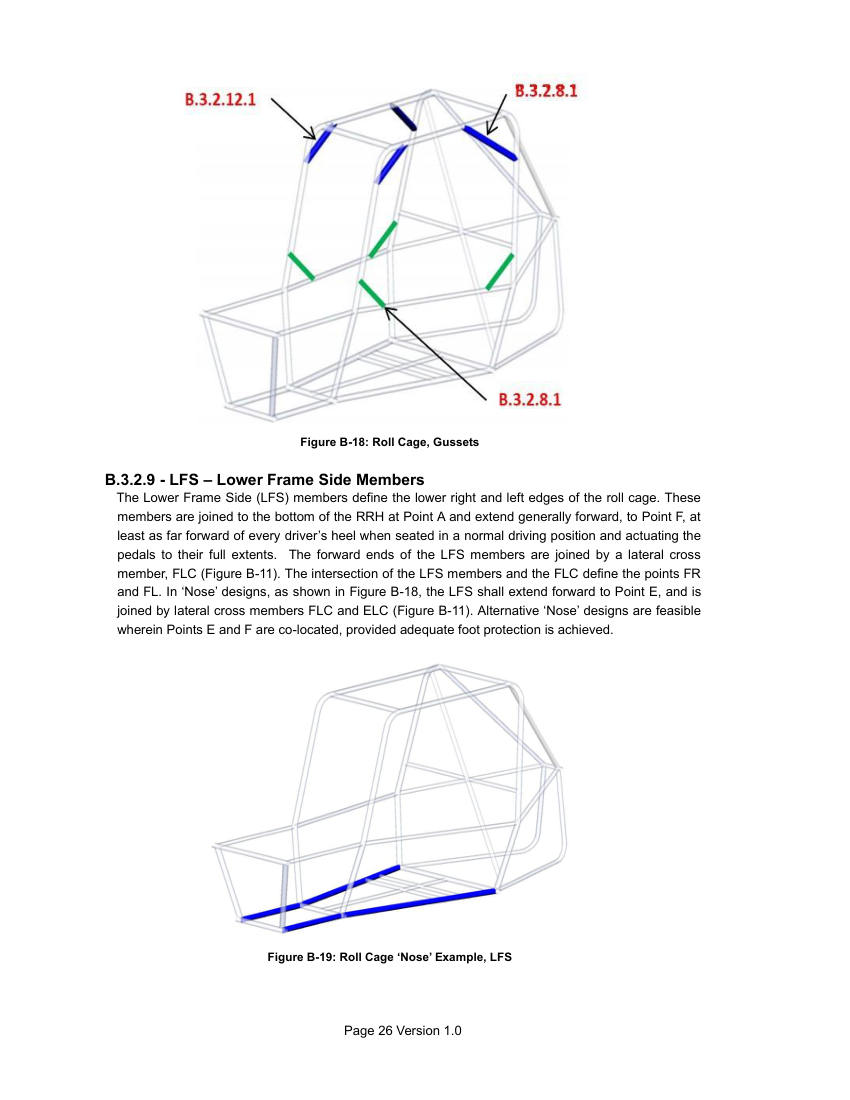 B.3.2.12.1
B.3.2.8.1
B.3.2.8.1
Figure B-18: Roll Cage, Gussets
B.3.2.9 - LFS – Lower Frame Side Members
The Lower Frame Side (LFS) members define the lower right and left edges of the roll cage. These
members are joined to the bottom of the RRH at Point A and extend generally forward, to Point F, at
least as far forward of every driver’s heel when seated in a normal driving position and actuating the
pedals to their full extents.  The forward ends of the LFS members are joined by a lateral cross
member, FLC (Figure B-11). The intersection of the LFS members and the FLC define the points FR
and FL. In ‘Nose’ designs, as shown in Figure B-18, the LFS shall extend forward to Point E, and is
joined by lateral cross members FLC and ELC (Figure B-11). Alternative ‘Nose’ designs are feasible
wherein Points E and F are co-located, provided adequate foot protection is achieved.
Figure B-19: Roll Cage ‘Nose’ Example, LFS
Page 26 Version 1.0